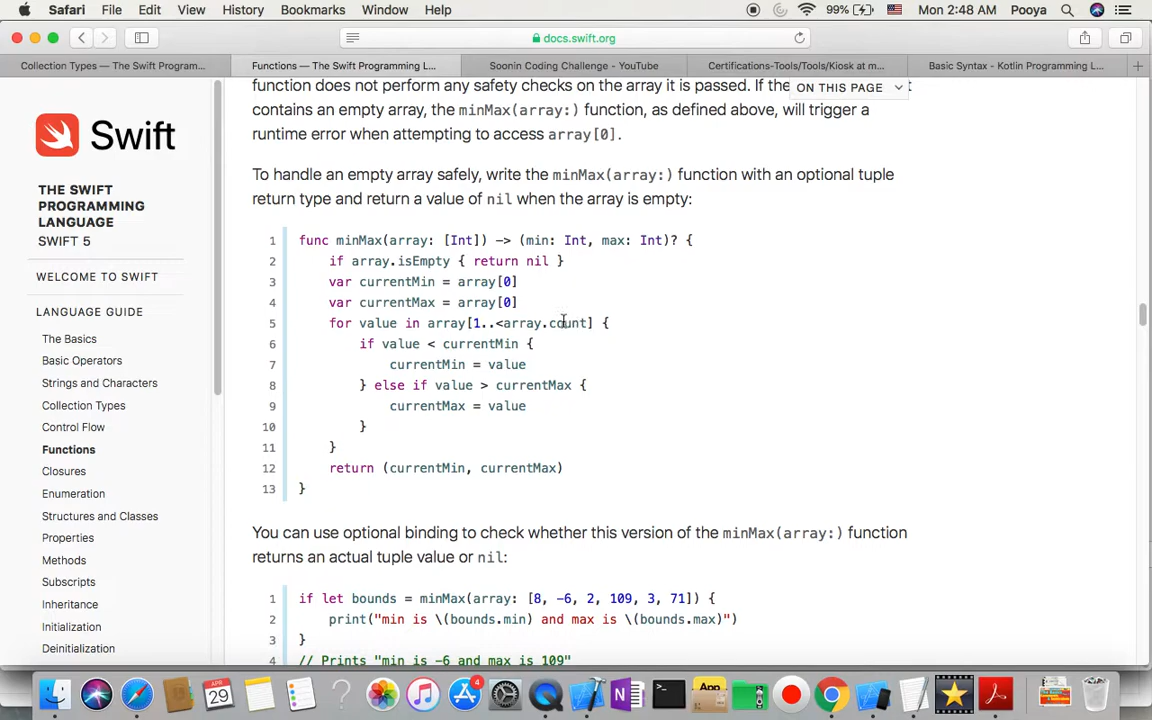 Safari File Edit View History Bookmarks Window Help 99% Mon 2:48 AM Pooya
docs.swift.org
Collection Types — The Swift Program...
Functions — The Swift Programming L...
Soonin Coding Challenge - YouTube
Certifications-Tools/Tools/Kiosk at m...
Basic Syntax - Kotlin Programming L...
Swift
THE SWIFT
PROGRAMMING
LANGUAGE
SWIFT 5
WELCOME TO SWIFT
LANGUAGE GUIDE
The Basics
Basic Operators
Strings and Characters
Collection Types
Control Flow
Functions
Closures
Enumeration
Structures and Classes
Properties
Methods
Subscripts
Inheritance
Initialization
Deinitialization
ON THIS PAGE
function does not perform any safety checks on the array it is passed. If the t
contains an empty array, the minMax(array:) function, as defined above, will trigger a
runtime error when attempting to access array[0].
To handle an empty array safely, write the minMax(array:) function with an optional tuple
return type and return a value of nil when the array is empty:
1 func minMax(array: [Int]) -> (min: Int, max: Int)? {
2 if array.isEmpty { return nil }
3 var currentMin = array[0]
4 var currentMax = array[0]
5 for value in array[1..<array.count] {
6 if value < currentMin {
7 currentMin = value
8 } else if value > currentMax {
9 currentMax = value
10 }
11 }
12 return (currentMin, currentMax)
13 }
You can use optional binding to check whether this version of the minMax(array:) function
returns an actual tuple value or nil:
1 if let bounds = minMax(array: [8, -6, 2, 109, 3, 71]) {
2 print("min is \(bounds.min) and max is \(bounds.max)")
3 }
4 // Prints "min is -6 and max is 109"
APR
29
4
App